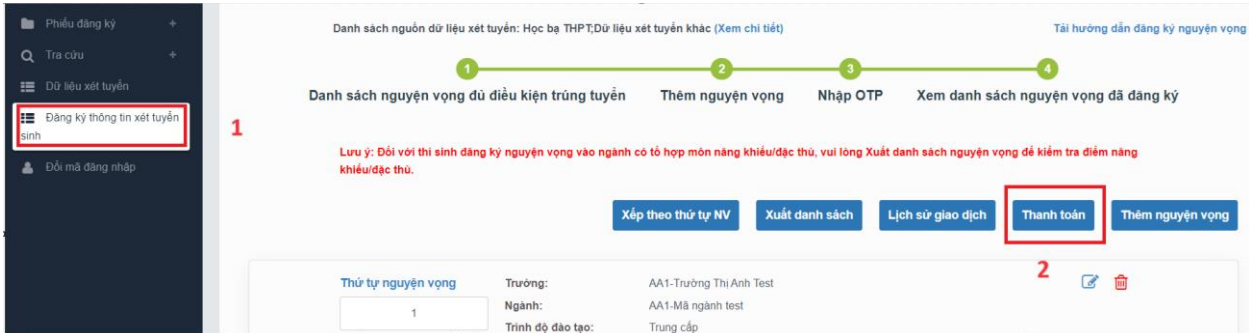 Phiếu đăng ký +
Tra cứu +
Dữ liệu xét tuyển
Đăng ký thông tin xét tuyển
sinh
Đổi mã đăng nhập
1
Danh sách nguồn dữ liệu xét tuyển: Học bạ THPT;Dữ liệu xét tuyển khác (Xem chi tiết)
Tải hướng dẫn đăng ký nguyện vọng
1 2 3 4
Danh sách nguyện vọng đủ điều kiện trúng tuyển Thêm nguyện vọng Nhập OTP Xem danh sách nguyện vọng đã đăng ký
Lưu ý: Đối với thí sinh đăng ký nguyện vọng vào ngành có tổ hợp môn năng khiếu/đặc thù, vui lòng Xuất danh sách nguyện vọng để kiểm tra điểm năng
khiếu/đặc thù.
Xếp theo thứ tự NV Xuất danh sách Lịch sử giao dịch Thanh toán Thêm nguyện vọng
2
Thứ tự nguyện vọng
1
Trường: AA1-Trường Thị Anh Test
Ngành: AA1-Mã ngành test
Trình độ đào tạo: Trung cấp